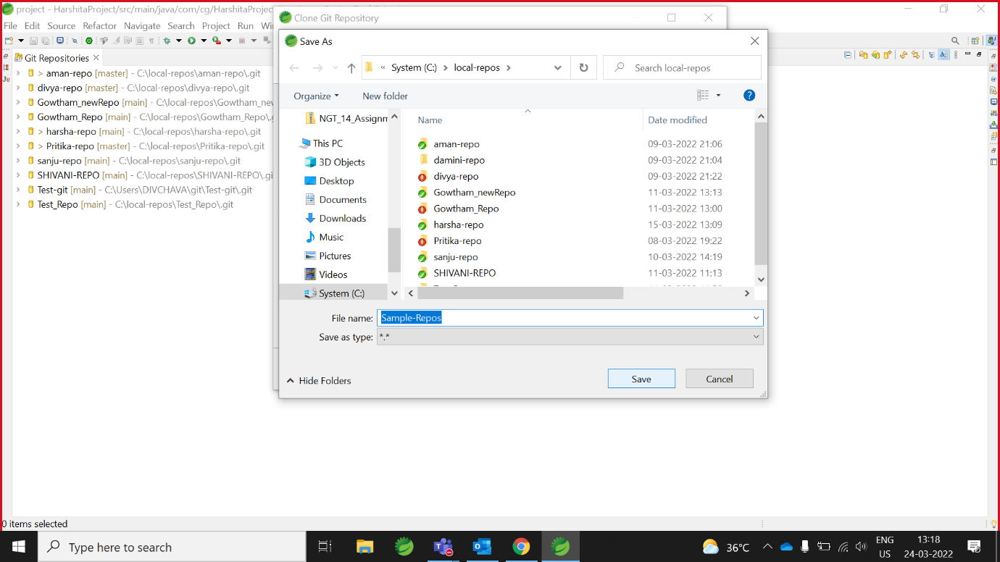 project - HarshitaProject/src/main/java/com/cg/HarshitaProjec
Clone Git Repository
File Edit Source Refactor Navigate Search Project Run Wi
Save As
« System (C:) › local-repos ›
Search local-repos
Organize
New folder
Git Repositories
> aman-repo [master] - C:\local-repos\aman-repo\.git
divya-repo [master] - C:\local-repos\divya-repo\.git
Gowtham_newRepo [main] - C:\local-repos\Gowtham_nev
Gowtham_Repo [main] - C:\local-repos\Gowtham_Repo\.g
> harsha-repo [main] - C:\local-repos\harsha-repo\.git
> Pritika-repo [master] - C:\local-repos\Pritika-repo\.git
sanju-repo [main] - C:\local-repos\sanju-repo\.git
SHIVANI-REPO [main] - C:\local-repos\SHIVANI-REPO\.gi
Test-git [main] - C:\Users\DIVCHAVA\git\Test-git\.git
Test_Repo [main] - C:\local-repos\Test_Repo\.git
Ju
NGT_14_Assignm
This PC
3D Objects
Desktop
Documents
Downloads
Music
Pictures
Videos
System (C:)
Name Date modified
aman-repo 09-03-2022 21:06
damini-repo 09-03-2022 21:04
divya-repo 09-03-2022 21:22
Gowtham_newRepo 11-03-2022 13:13
Gowtham_Repo 11-03-2022 13:00
harsha-repo 15-03-2022 13:09
Pritika-repo 08-03-2022 19:22
sanju-repo 10-03-2022 14:19
SHIVANI-REPO 11-03-2022 11:13
File name: Sample-Repos
Save as type: *.*
Hide Folders
Save
Cancel
0 items selected
Type here to search
36°C
ENG
US
13:18
24-03-2022